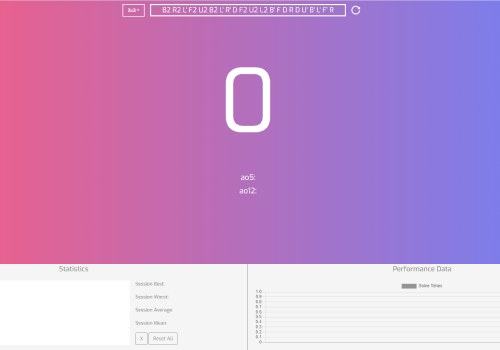 3x3
B2 R2 L' F2 U2 B2 L' R' D F2 U2 L2 B' F D R D U' B' L' F' R
0
ao5:
ao12:
Statistics
Session Best:
Session Worst:
Session Average:
Session Mean:
X
Reset All
Performance Data
Solve Times
1.0
0.9
0.8
0.7
0.6
0.5
0.4
0.3
0.2
0.1
0